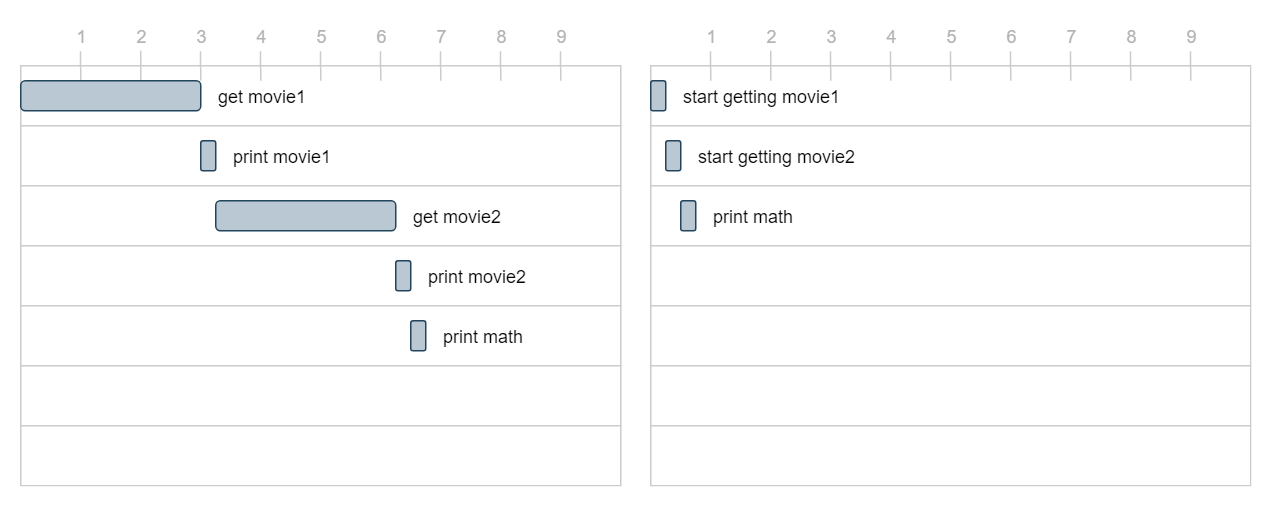 1 2 3 4 5 6 7 8 9
get movie1
print movie1
get movie2
print movie2
print math
1 2 3 4 5 6 7 8 9
start getting movie1
start getting movie2
print math